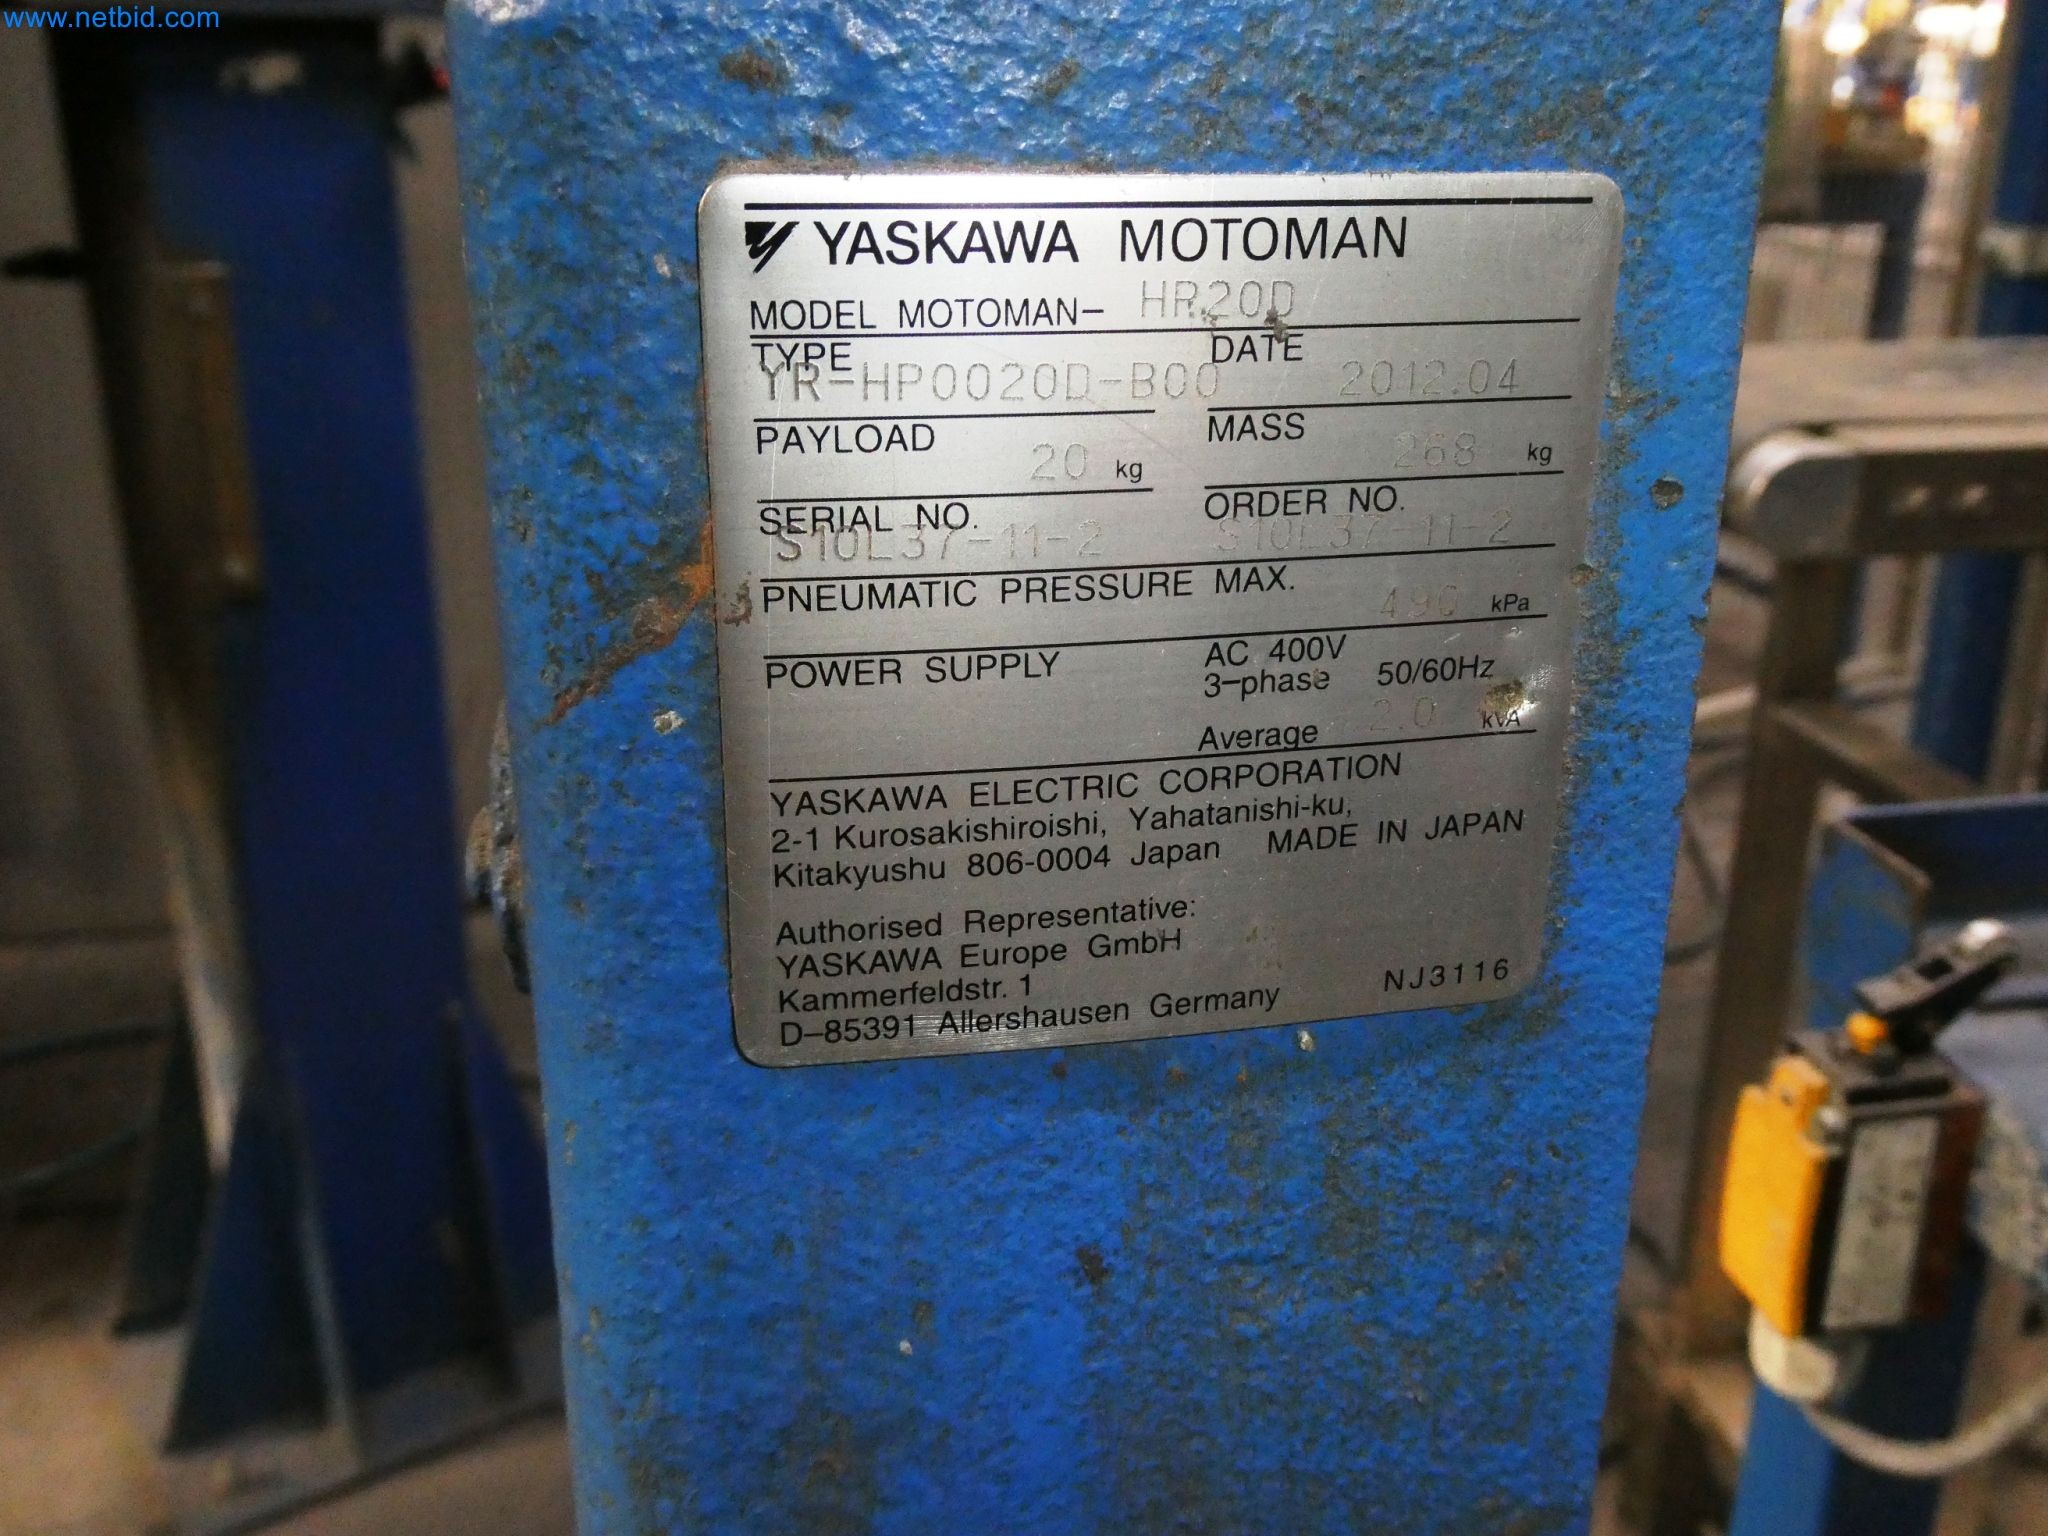 www.netbid.com
YASKAWA MOTOMAN
MODEL MOTOMAN- HP20D
TYPE DATE
YR-HP0020D-B00 2012.04
PAYLOAD 20 kg MASS 268 kg
SERIAL NO. ORDER NO.
S10L37-11-2 S10L37-11-2
PNEUMATIC PRESSURE MAX. 490 kPa
POWER SUPPLY AC 400V
3-phase 50/60Hz
Average 2.0 kVA
YASKAWA ELECTRIC CORPORATION
2-1 Kurosakishiroishi, Yahatanishi-ku,
Kitakyushu 806-0004 Japan MADE IN JAPAN
Authorised Representative:
YASKAWA Europe GmbH
Kammerfeldstr. 1
D-85391 Allershausen Germany NJ3116